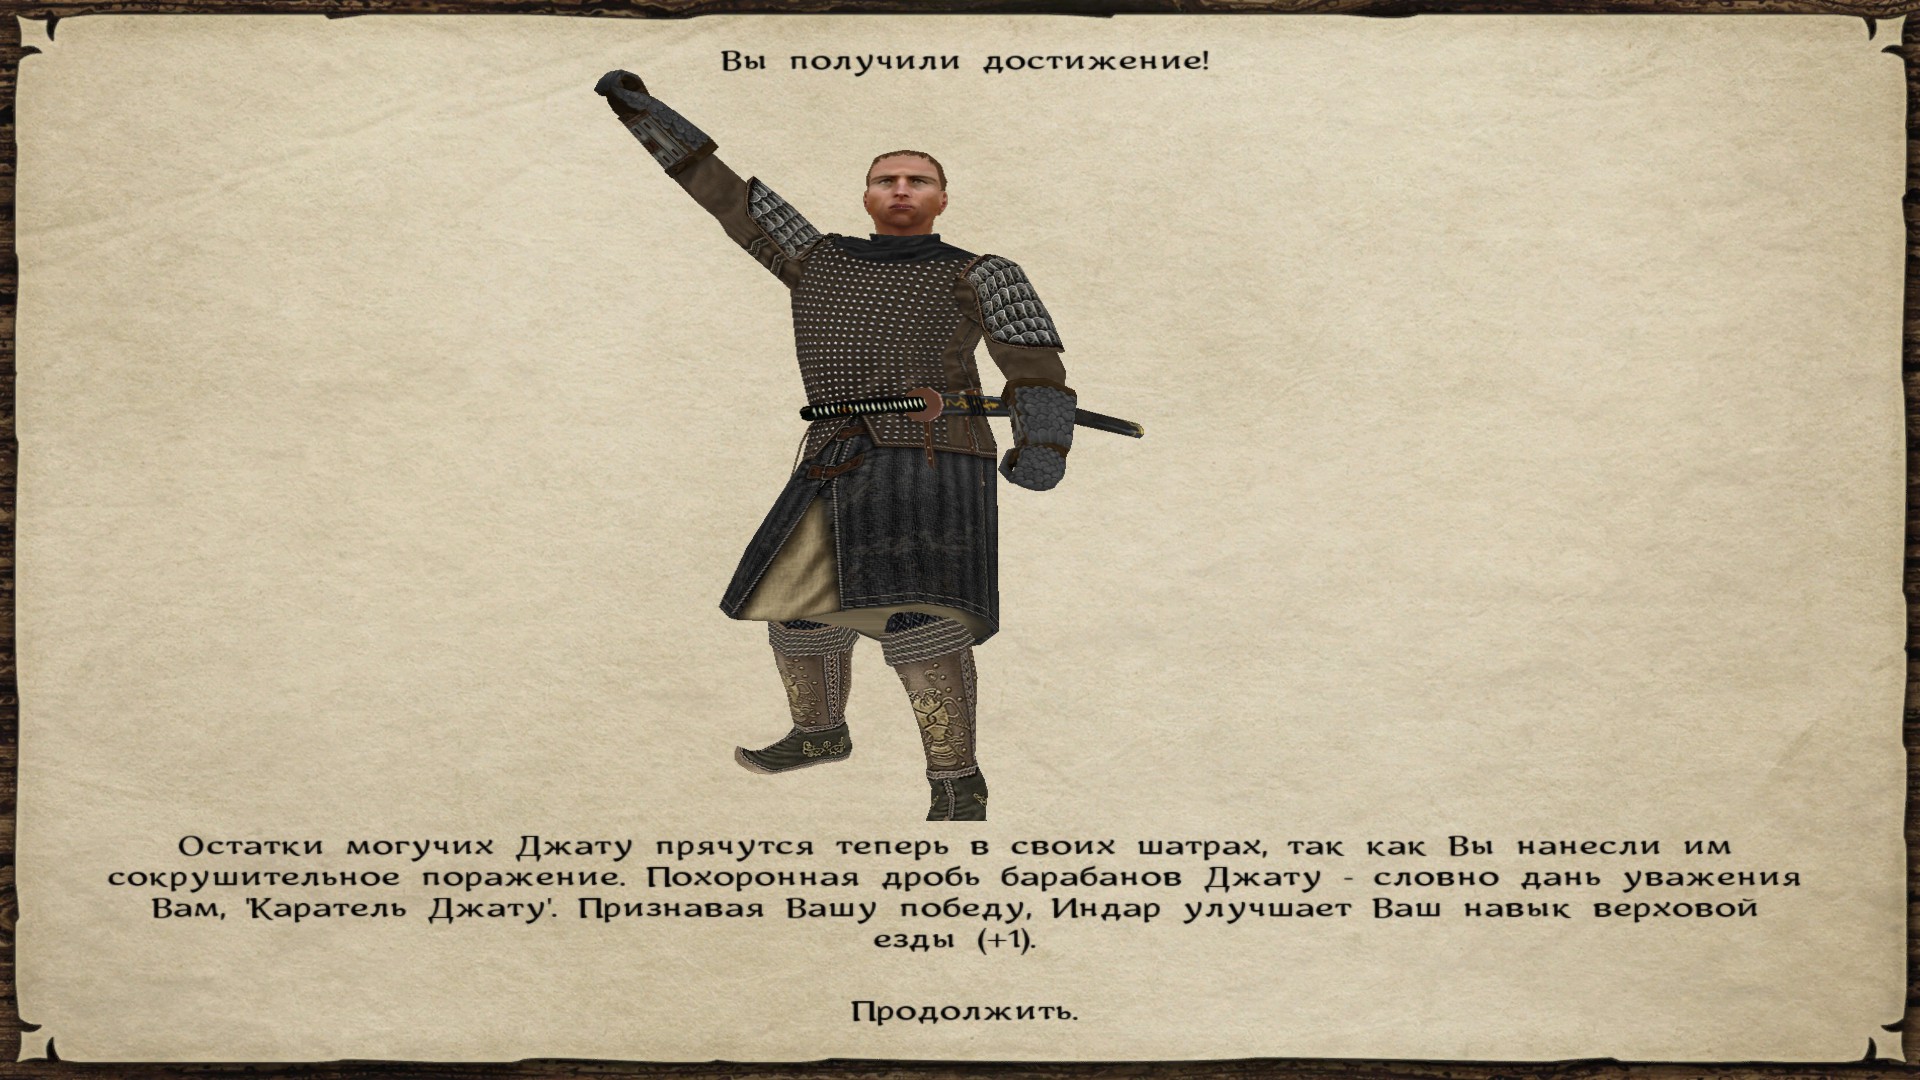 Вы получили достижение!
Остатки могучих Джату прячутся теперь в своих шатрах, так как Вы нанесли им
сокрушительное поражение. Похоронная дробь барабанов Джату - словно дань уважения
Вам, 'Каратель Джату'. Признавая Вашу победу, Индар улучшает Ваш навык верховой
езды (+1).
Продолжить.